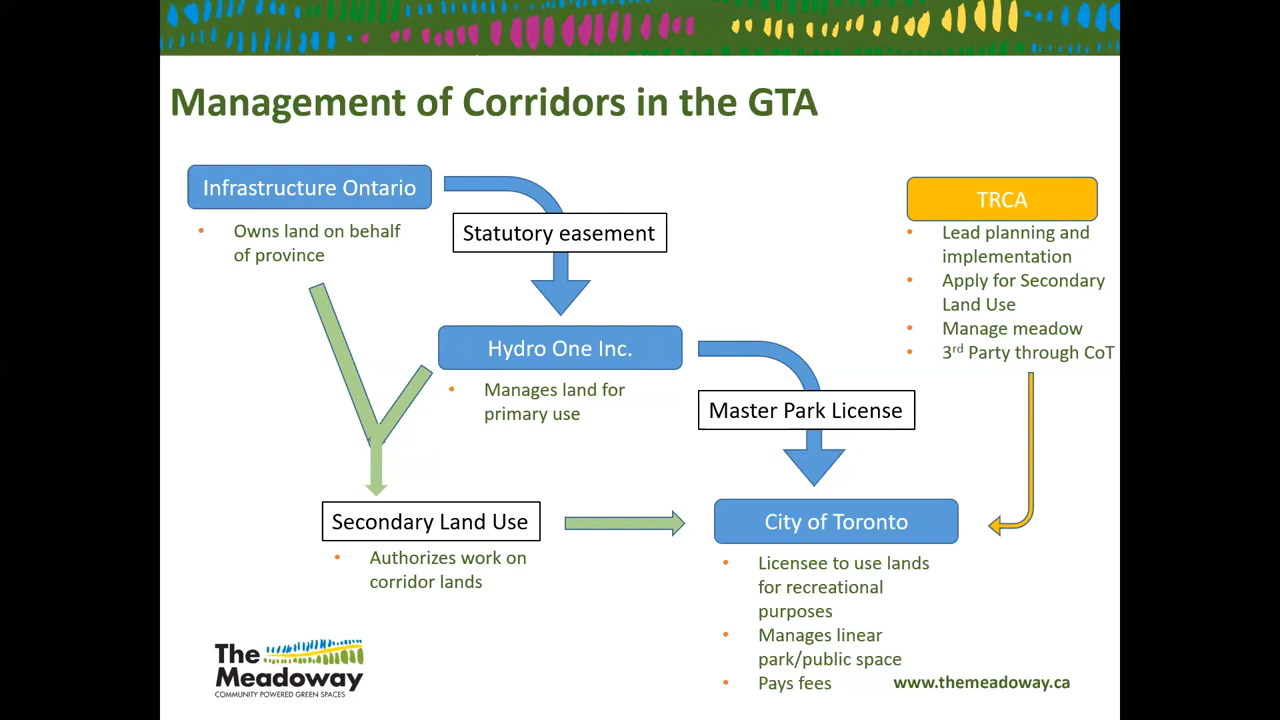 Management of Corridors in the GTA
Infrastructure Ontario
• Owns land on behalf
of province
Statutory easement
TRCA
• Lead planning and
implementation
• Apply for Secondary
Land Use
• Manage meadow
• 3rd Party through CoT
Hydro One Inc.
• Manages land for
primary use
Master Park License
Secondary Land Use
• Authorizes work on
corridor lands
City of Toronto
• Licensee to use lands
for recreational
purposes
• Manages linear
park/public space
• Pays fees
The
Meadoway
COMMUNITY POWERED GREEN SPACES
www.themeadoway.ca